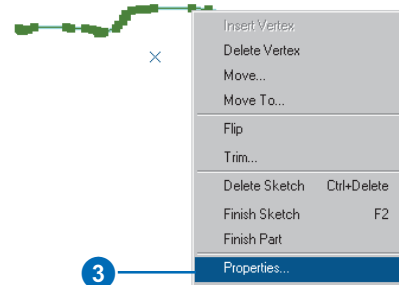 Insert Vertex
Delete Vertex
Move...
Move To...
Flip
Trim...
Delete Sketch Ctrl+Delete
Finish Sketch F2
Finish Part
3 Properties...